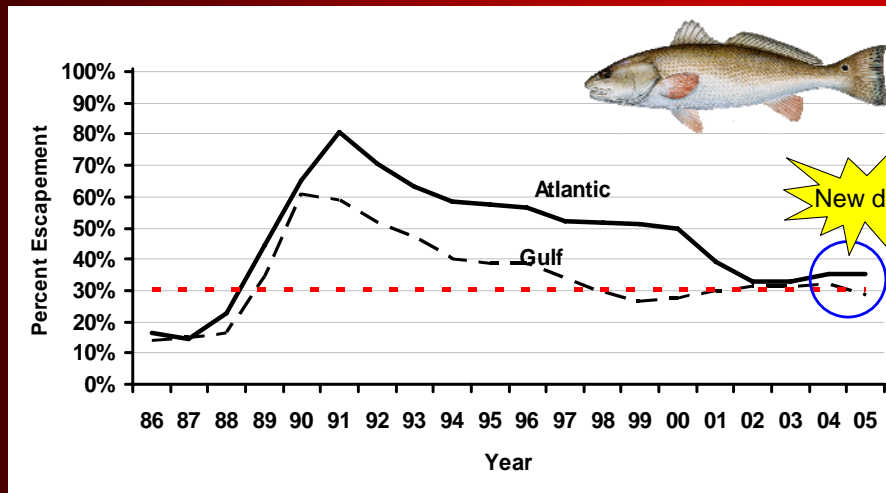 100%
90%
80%
70%
60%
50%
40%
30%
20%
10%
0%
Percent Escapement
Atlantic
Gulf
New d
86 87 88 89 90 91 92 93 94 95 96 97 98 99 00 01 02 03 04 05
Year